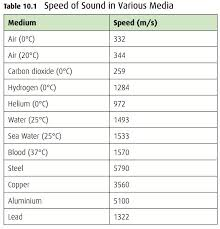 Table 10.1 Speed of Sound in Various Media
Medium Speed (m/s)
Air (0°C) 332
Air (20°C) 344
Carbon dioxide (0°C) 259
Hydrogen (0°C) 1284
Helium (0°C) 972
Water (25°C) 1493
Sea Water (25°C) 1533
Blood (37°C) 1570
Steel 5790
Copper 3560
Aluminium 5100
Lead 1322